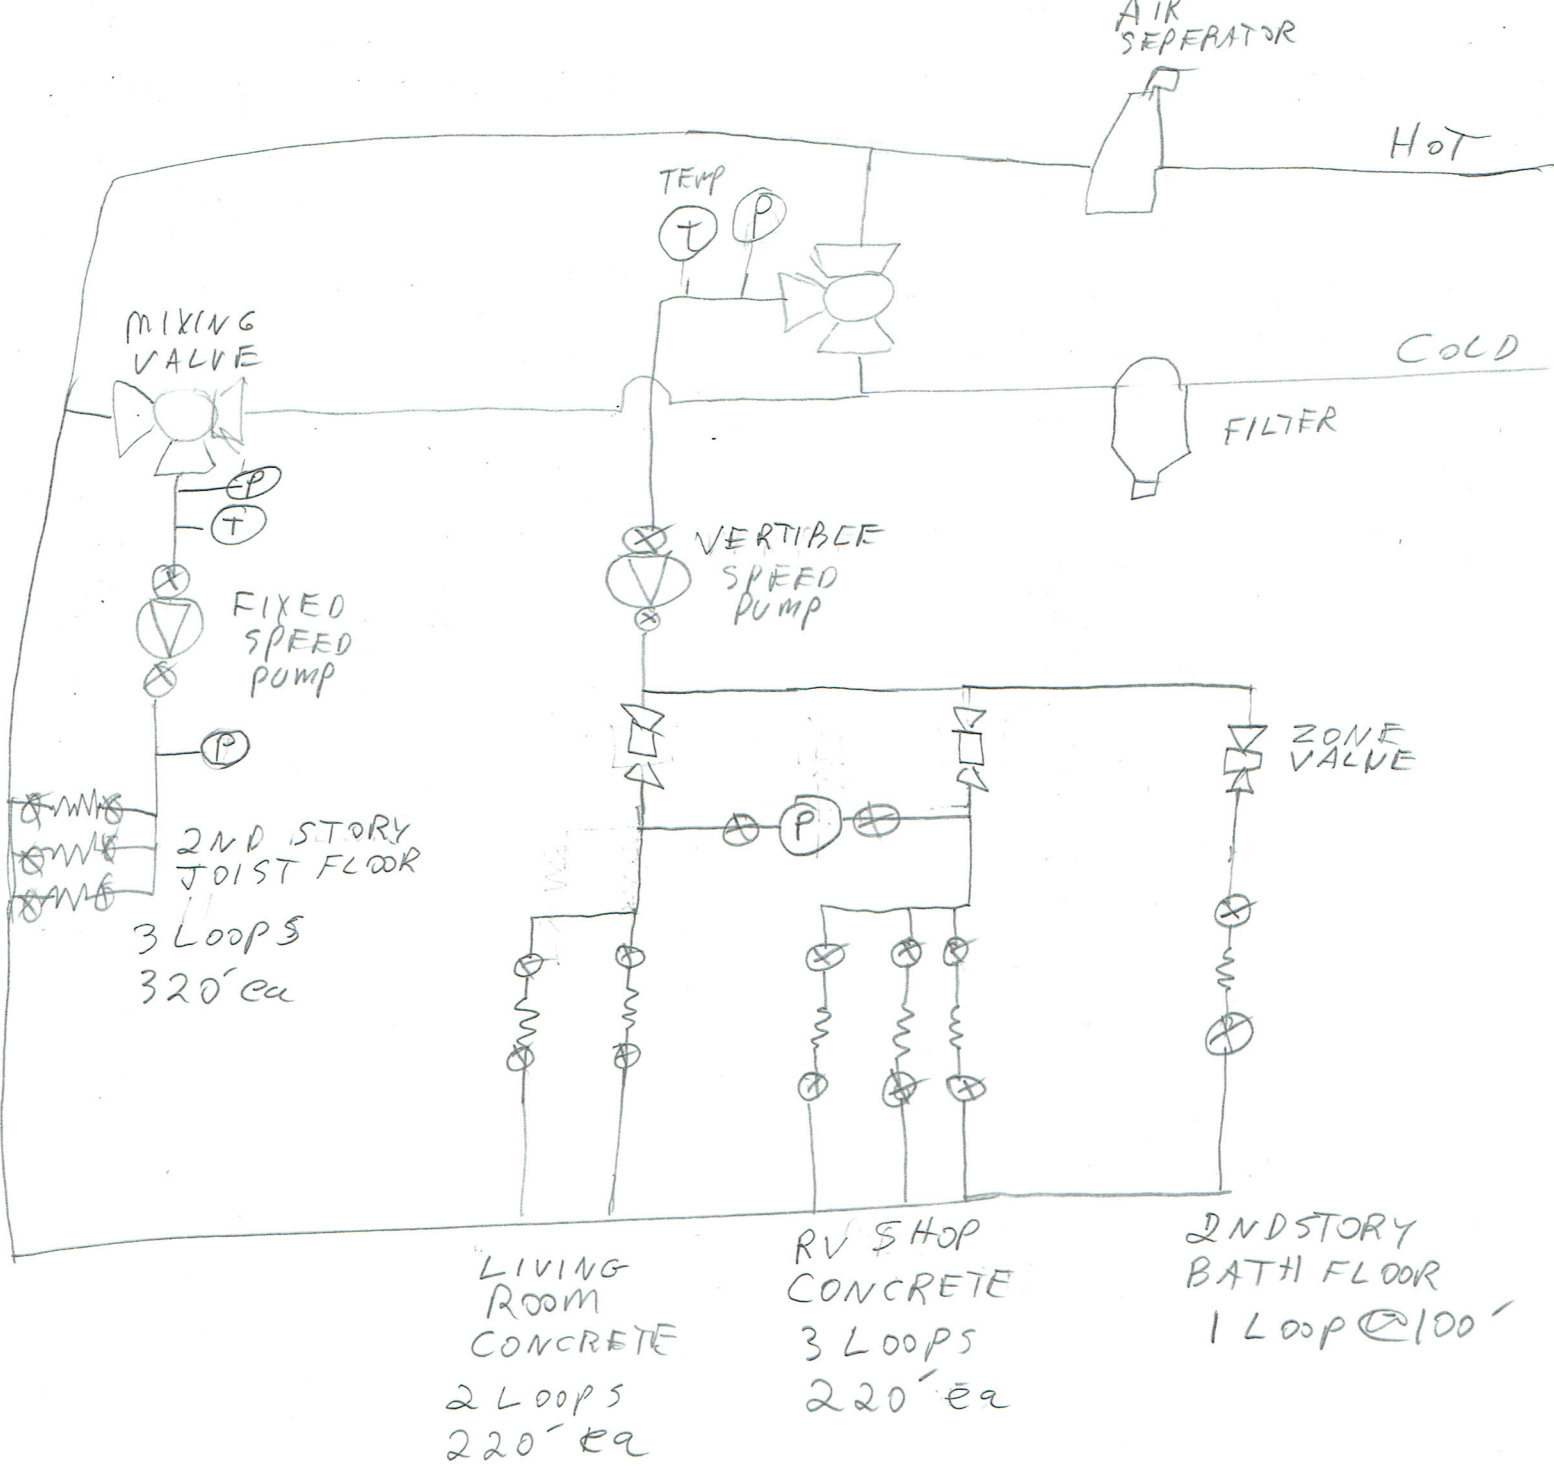 AIR
SEPERATOR
HOT
TEMP
T
P
MIXING
VALVE
COLD
FILTER
P
T
VERTIBLE
SPEED
PUMP
FIXED
SPEED
PUMP
P
ZONE
VALVE
P
2ND STORY
JOIST FLOOR
3 LOOPS
320' ea
LIVING
ROOM
CONCRETE
2 LOOPS
220' ea
RV SHOP
CONCRETE
3 LOOPS
220' ea
2ND STORY
BATH FLOOR
1 LOOP @ 100'